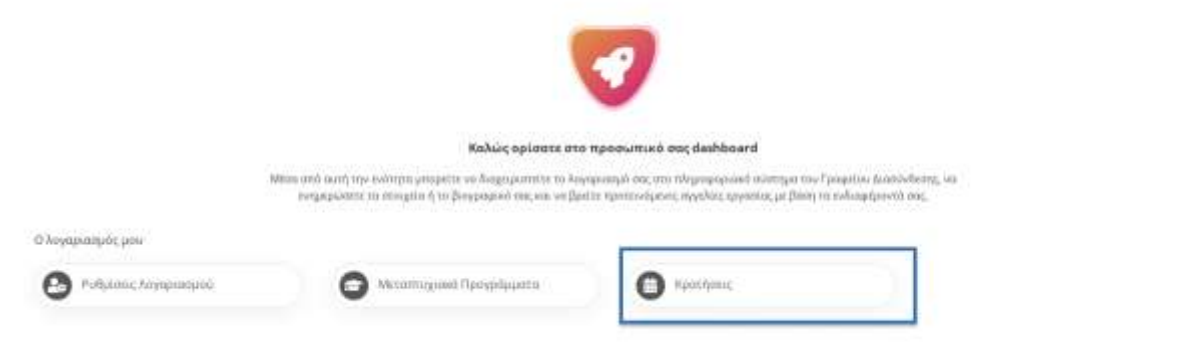 Καλώς ορίσατε στο προσωπικό σας dashboard
Μέσα από αυτή την ενότητα μπορείτε να διαχειριστείτε το λογαριασμό σας στο πληροφοριακό σύστημα του Γραφείου Διασύνδεσης, να
ενημερώσετε τα στοιχεία ή το βιογραφικό σας και να βρείτε προτεινόμενες αγγελίες εργασίας με βάση τα ενδιαφέροντά σας.
Ο λογαριασμός μου
Ρυθμίσεις Λογαριασμού
Μεταπτυχιακά Προγράμματα
Κρατήσεις